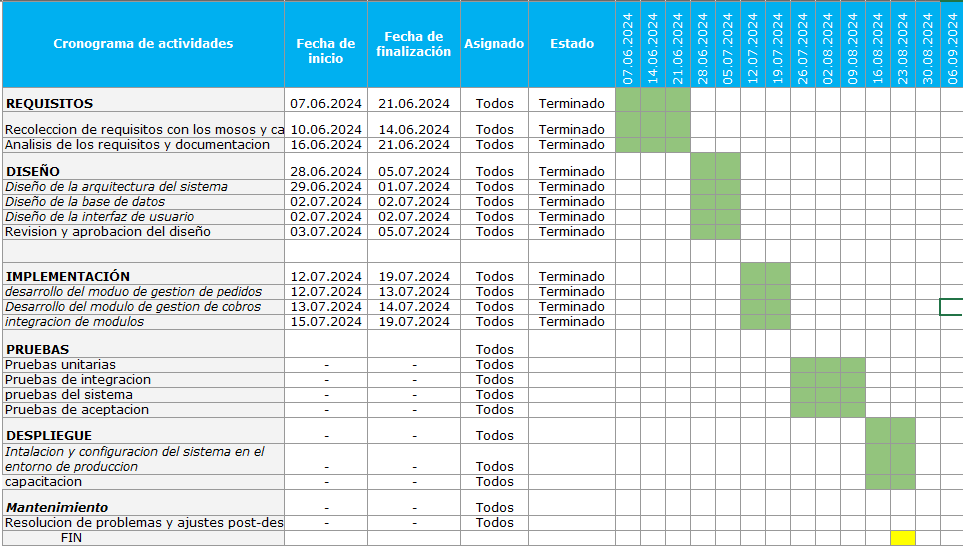 Cronograma de actividades Fecha de inicio Fecha de finalización Asignado Estado 07.06.2024 14.06.2024 21.06.2024 28.06.2024 05.07.2024 12.07.2024 19.07.2024 26.07.2024 02.08.2024 09.08.2024 16.08.2024 23.08.2024 30.08.2024 06.09.2024
REQUISITOS 07.06.2024 21.06.2024 Todos Terminado
Recoleccion de requisitos con los mosos y ca 10.06.2024 14.06.2024 Todos Terminado
Analisis de los requisitos y documentacion 16.06.2024 21.06.2024 Todos Terminado
DISEÑO 28.06.2024 05.07.2024 Todos Terminado
Diseño de la arquitectura del sistema 29.06.2024 01.07.2024 Todos Terminado
Diseño de la base de datos 02.07.2024 02.07.2024 Todos Terminado
Diseño de la interfaz de usuario 02.07.2024 02.07.2024 Todos Terminado
Revision y aprobacion del diseño 03.07.2024 05.07.2024 Todos Terminado
IMPLEMENTACIÓN 12.07.2024 19.07.2024 Todos Terminado
desarrollo del moduo de gestion de pedidos 12.07.2024 13.07.2024 Todos Terminado
Desarrollo del modulo de gestion de cobros 13.07.2024 14.07.2024 Todos Terminado
integracion de modulos 15.07.2024 19.07.2024 Todos Terminado
PRUEBAS Todos
Pruebas unitarias - - Todos
Pruebas de integracion - - Todos
pruebas del sistema - - Todos
Pruebas de aceptacion - - Todos
DESPLIEGUE - - Todos
Intalacion y configuracion del sistema en el
entorno de produccion - - Todos
capacitacion - - Todos
Mantenimiento - - Todos
Resolucion de problemas y ajustes post-des - - Todos
FIN